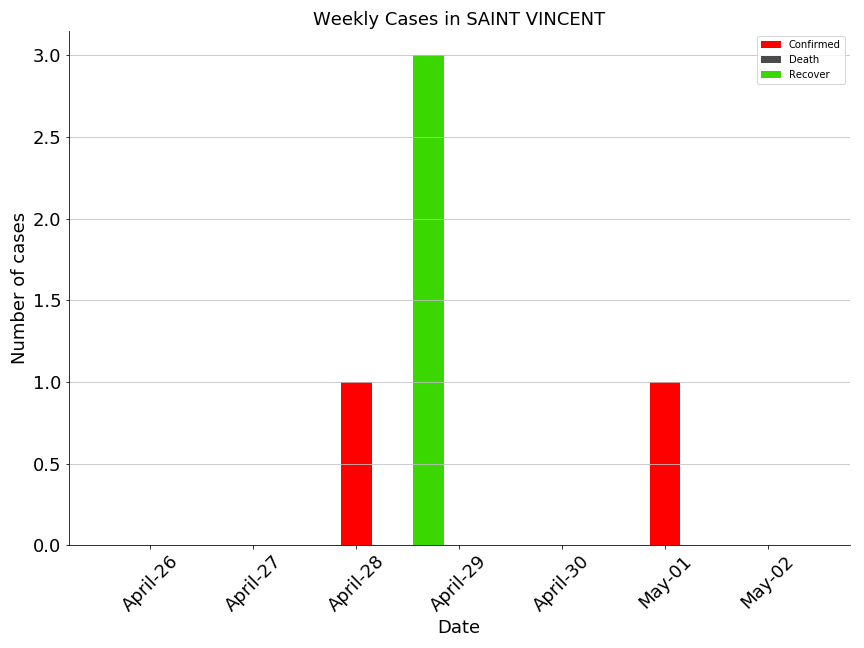 Weekly Cases in SAINT VINCENT
Confirmed
Death
Recover
3.0
2.5
2.0
1.5
1.0
0.5
0.0
Number of cases
April-26
April-27
April-28
April-29
April-30
May-01
May-02
Date